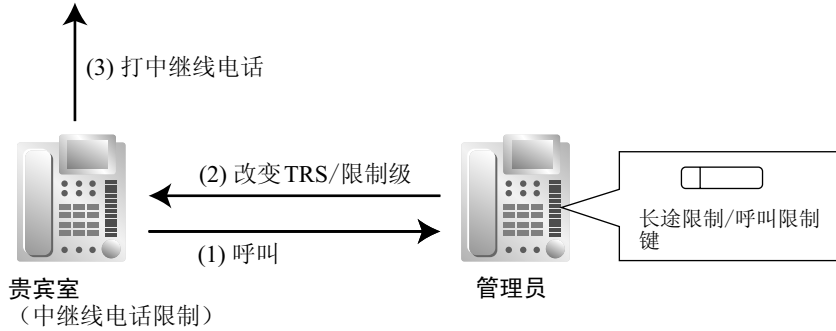 (3) 打中继线电话
(2) 改变TRS/限制级
(1) 呼叫
长途限制/呼叫限制
键
贵宾室
（中继线电话限制）
管理员